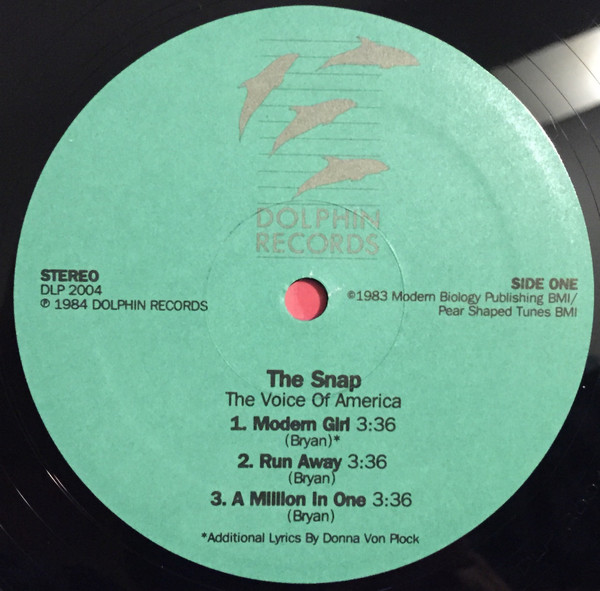 DOLPHIN
RECORDS
STEREO
DLP 2004
℗ 1984 DOLPHIN RECORDS
SIDE ONE
©1983 Modern Biology Publishing BMI/
Pear Shaped Tunes BMI
The Snap
The Voice Of America
1. Modern Girl 3:36
(Bryan)*
2. Run Away 3:36
(Bryan)
3. A Million In One 3:36
(Bryan)
*Additional Lyrics By Donna Von Plock